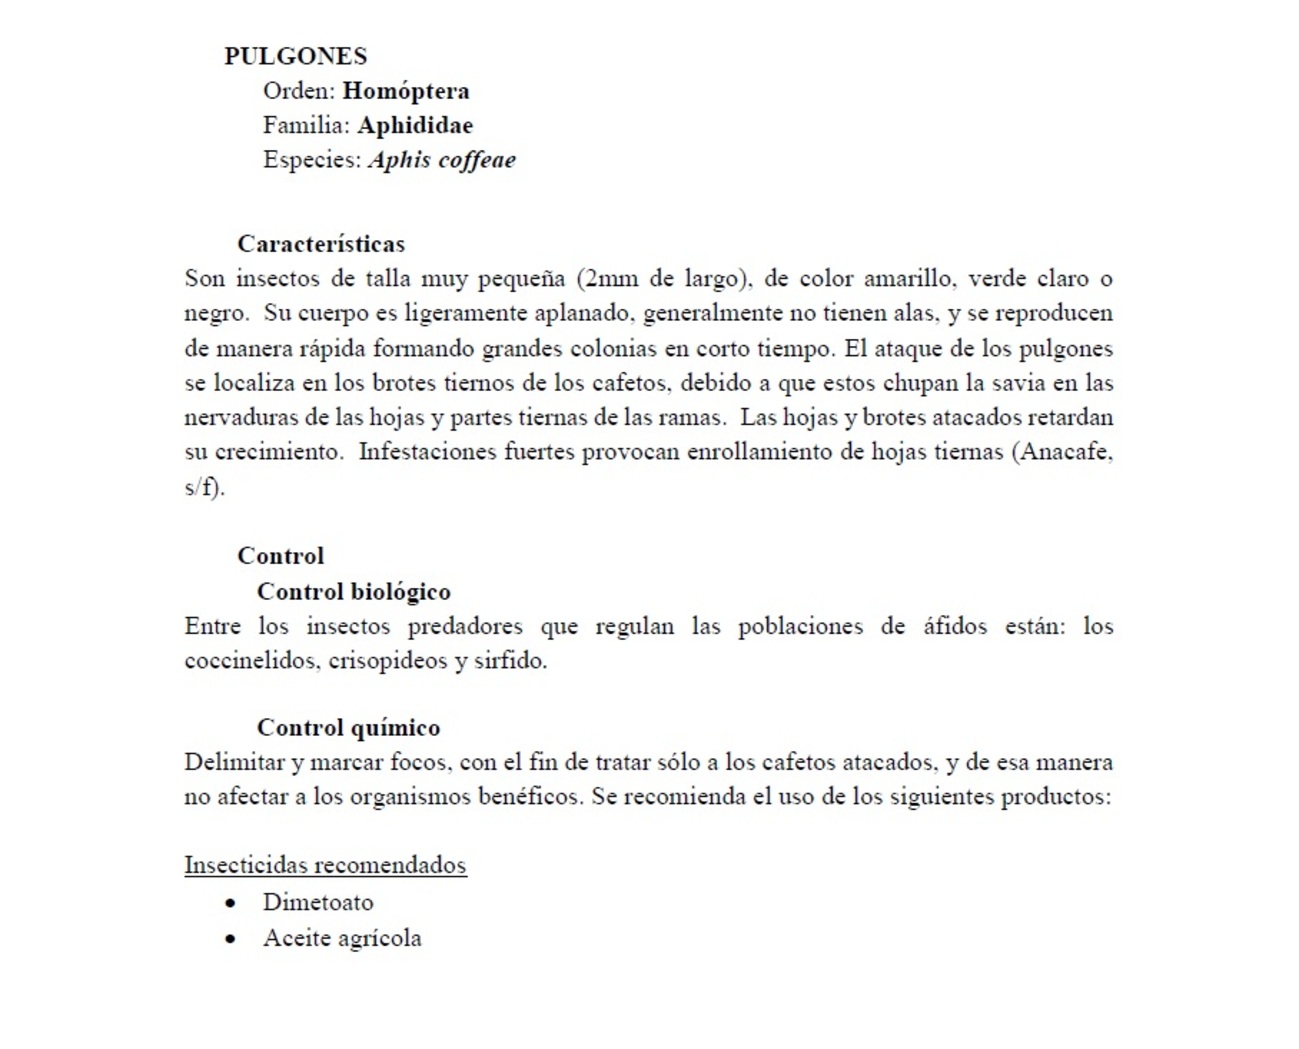 PULGONES
Orden: Homóptera
Familia: Aphididae
Especies: Aphis coffeae
Características
Son insectos de talla muy pequeña (2mm de largo), de color amarillo, verde claro o
negro.  Su cuerpo es ligeramente aplanado, generalmente no tienen alas, y se reproducen
de manera rápida formando grandes colonias en corto tiempo. El ataque de los pulgones
se localiza en los brotes tiernos de los cafetos, debido a que estos chupan la savia en las
nervaduras de las hojas y partes tiernas de las ramas.  Las hojas y brotes atacados retardan
su crecimiento.  Infestaciones fuertes provocan enrollamiento de hojas tiernas (Anacafe,
s/f).
Control
Control biológico
Entre los insectos predadores que regulan las poblaciones de áfidos están: los
coccinelidos, crisopideos y sirfido.
Control químico
Delimitar y marcar focos, con el fin de tratar sólo a los cafetos atacados, y de esa manera
no afectar a los organismos benéficos. Se recomienda el uso de los siguientes productos:
Insecticidas recomendados
• Dimetoato
• Aceite agrícola